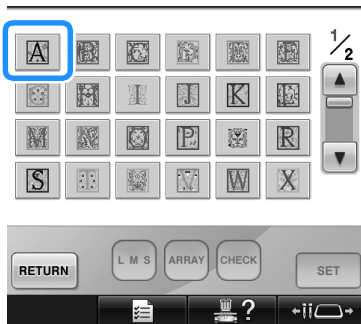 A
1/2
H I J K L
M N P R
S V W X
RETURN L M S ARRAY CHECK SET
?